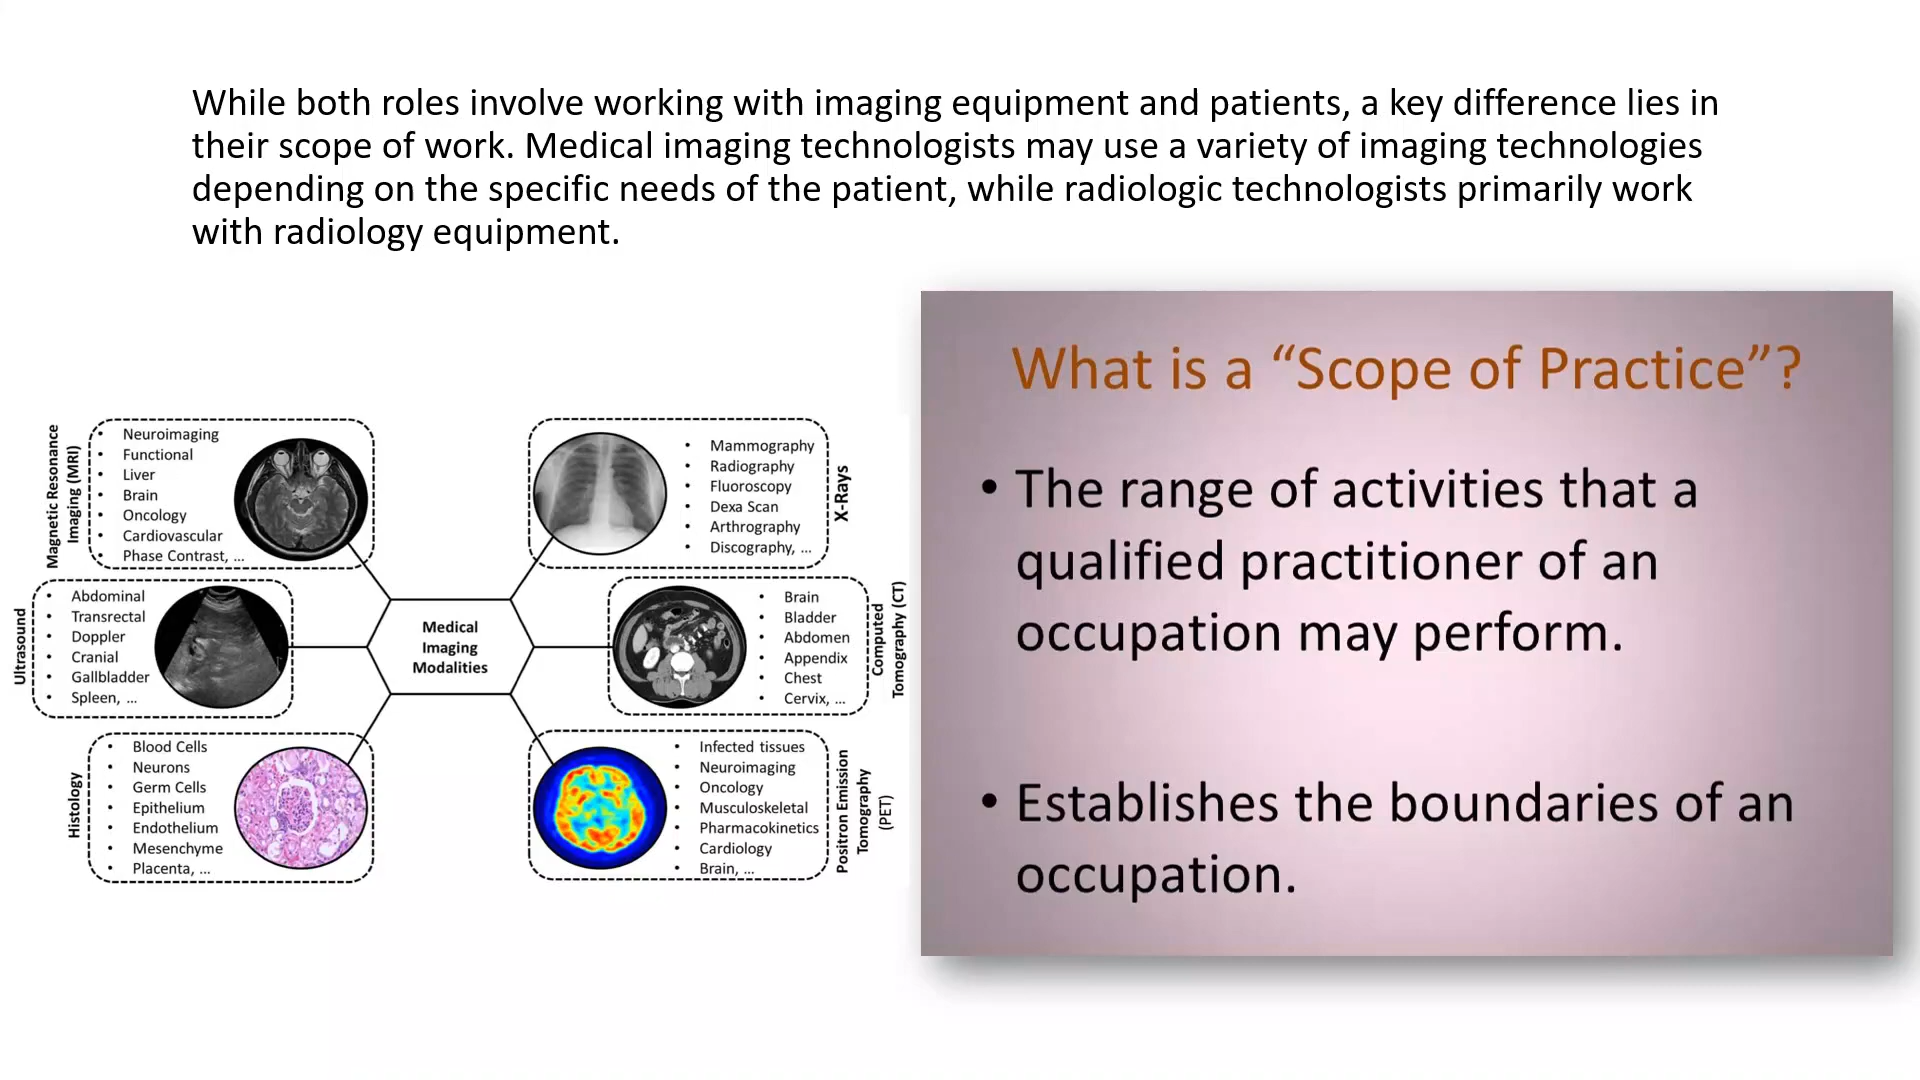 While both roles involve working with imaging equipment and patients, a key difference lies in
their scope of work. Medical imaging technologists may use a variety of imaging technologies
depending on the specific needs of the patient, while radiologic technologists primarily work
with radiology equipment.
Magnetic Resonance
Imaging (MRI)
• Neuroimaging
• Functional
• Liver
• Brain
• Oncology
• Cardiovascular
• Phase Contrast, ...
• Mammography
• Radiography
• Fluoroscopy
• Dexa Scan
• Arthrography
• Discography, ...
X-Rays
Ultrasound
• Abdominal
• Transrectal
• Doppler
• Cranial
• Gallbladder
• Spleen, ...
Medical
Imaging
Modalities
• Brain
• Bladder
• Abdomen
• Appendix
• Chest
• Cervix, ...
Computed
Tomography (CT)
Histology
• Blood Cells
• Neurons
• Germ Cells
• Epithelium
• Endothelium
• Mesenchyme
• Placenta, ...
• Infected tissues
• Neuroimaging
• Oncology
• Musculoskeletal
• Pharmacokinetics
• Cardiology
• Brain, ...
Positron Emission
Tomography
(PET)
What is a “Scope of Practice”?
• The range of activities that a
qualified practitioner of an
occupation may perform.
• Establishes the boundaries of an
occupation.